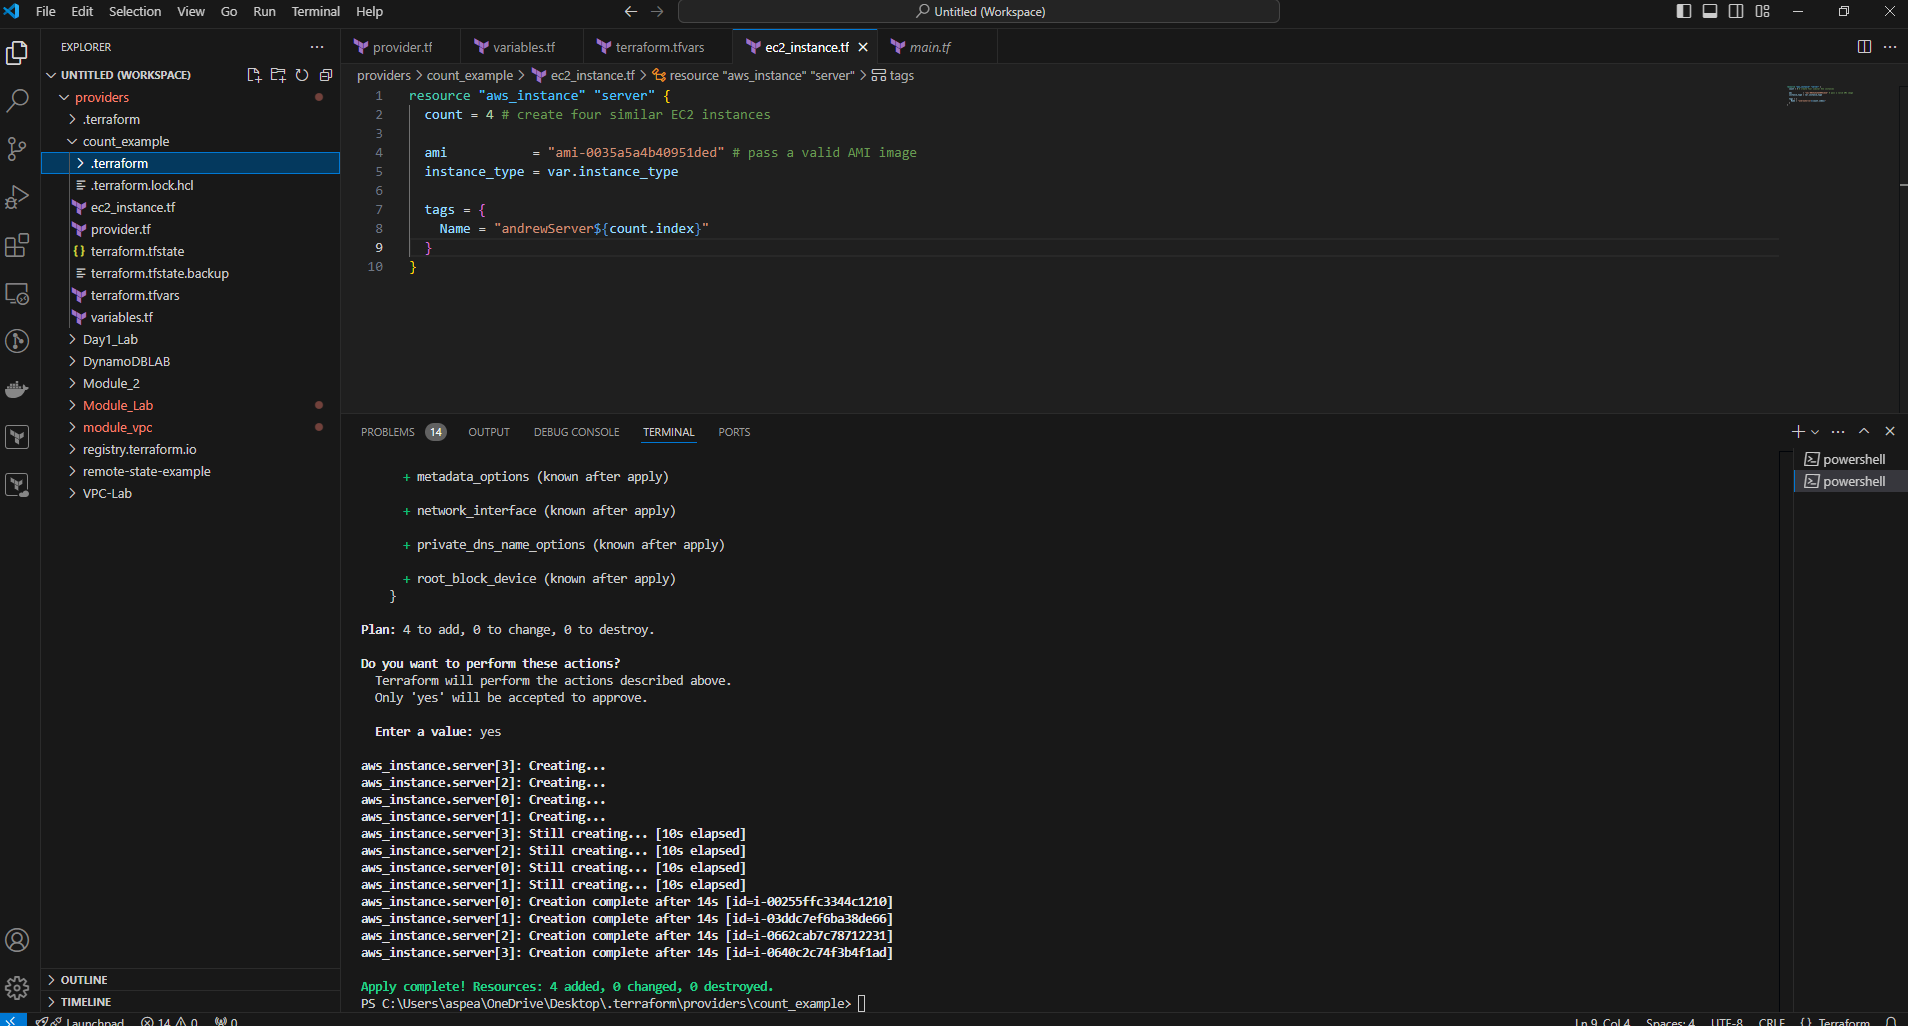 File Edit Selection View Go Run Terminal Help
Untitled (Workspace)
EXPLORER
UNTITLED (WORKSPACE)
providers
.terraform
count_example
.terraform
.terraform.lock.hcl
ec2_instance.tf
provider.tf
terraform.tfstate
terraform.tfstate.backup
terraform.tfvars
variables.tf
Day1_Lab
DynamoDBLAB
Module_2
Module_Lab
module_vpc
registry.terraform.io
remote-state-example
VPC-Lab
OUTLINE
TIMELINE
provider.tf variables.tf terraform.tfvars ec2_instance.tf main.tf
providers > count_example > ec2_instance.tf > resource "aws_instance" "server" > tags
1 resource "aws_instance" "server" {
2 count = 4 # create four similar EC2 instances
3
4 ami = "ami-0035a5a4b40951ded" # pass a valid AMI image
5 instance_type = var.instance_type
6
7 tags = {
8 Name = "andrewServer${count.index}"
9 }
10 }
PROBLEMS 14 OUTPUT DEBUG CONSOLE TERMINAL PORTS
powershell
powershell
+ metadata_options (known after apply)
+ network_interface (known after apply)
+ private_dns_name_options (known after apply)
+ root_block_device (known after apply)
}
Plan: 4 to add, 0 to change, 0 to destroy.
Do you want to perform these actions?
Terraform will perform the actions described above.
Only 'yes' will be accepted to approve.
Enter a value: yes
aws_instance.server[3]: Creating...
aws_instance.server[2]: Creating...
aws_instance.server[0]: Creating...
aws_instance.server[1]: Creating...
aws_instance.server[3]: Still creating... [10s elapsed]
aws_instance.server[2]: Still creating... [10s elapsed]
aws_instance.server[0]: Still creating... [10s elapsed]
aws_instance.server[1]: Still creating... [10s elapsed]
aws_instance.server[0]: Creation complete after 14s [id=i-00255ffc3344c1210]
aws_instance.server[1]: Creation complete after 14s [id=i-03ddc7ef6ba38de66]
aws_instance.server[2]: Creation complete after 14s [id=i-0662cab7c78712231]
aws_instance.server[3]: Creation complete after 14s [id=i-0640c2c74f3b4f1ad]
Apply complete! Resources: 4 added, 0 changed, 0 destroyed.
PS C:\Users\aspea\OneDrive\Desktop\.terraform\providers\count_example>
Launchpad 14 0 0 Ln 9, Col 4 Spaces: 4 UTF-8 CRLF {} Terraform